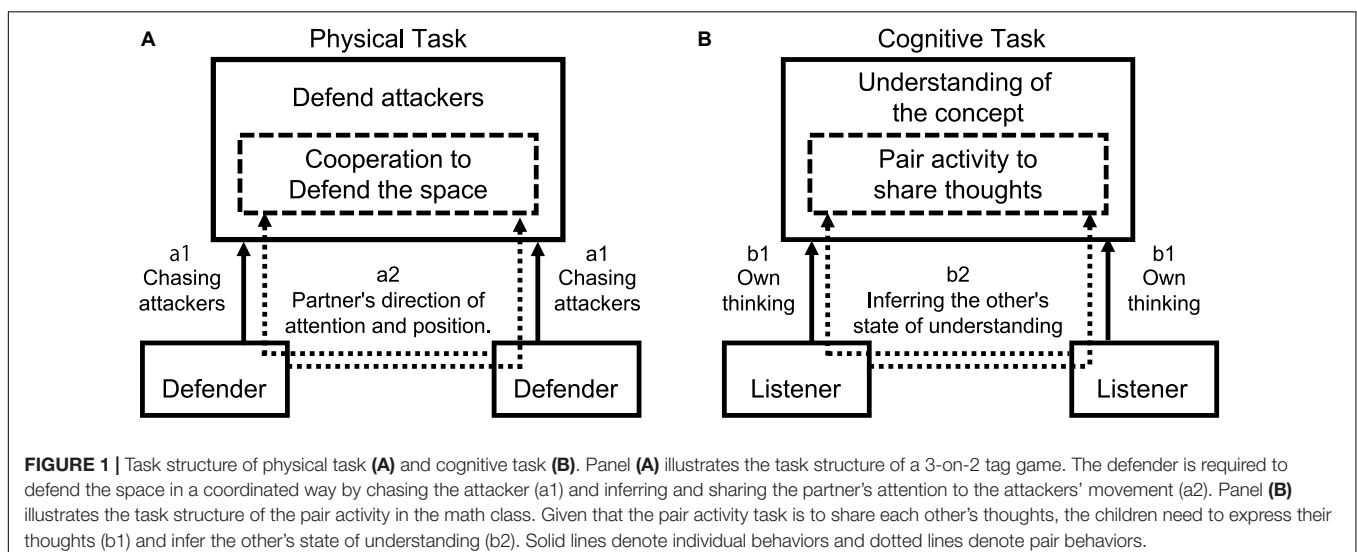 A
Physical Task
Defend attackers
Cooperation to
Defend the space
a1
Chasing
attackers
a2
Partner's direction of
attention and position.
a1
Chasing
attackers
Defender
Defender
B
Cognitive Task
Understanding of
the concept
Pair activity to
share thoughts
b1
Own
thinking
b2
Inferring the other's
state of understanding
b1
Own
thinking
Listener
Listener
FIGURE 1 | Task structure of physical task (A) and cognitive task (B). Panel (A) illustrates the task structure of a 3-on-2 tag game. The defender is required to
defend the space in a coordinated way by chasing the attacker (a1) and inferring and sharing the partner's attention to the attackers' movement (a2). Panel (B)
illustrates the task structure of the pair activity in the math class. Given that the pair activity task is to share each other's thoughts, the children need to express their
thoughts (b1) and infer the other's state of understanding (b2). Solid lines denote individual behaviors and dotted lines denote pair behaviors.